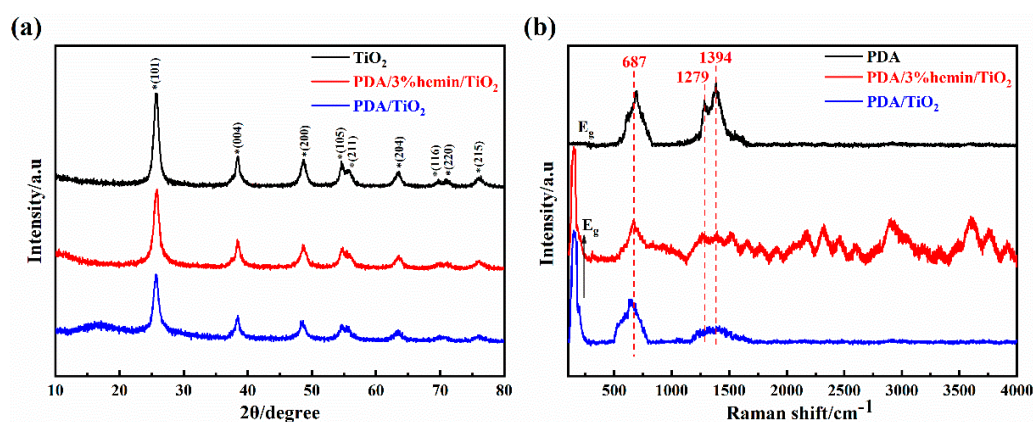 (a)
TiO₂
PDA/3%hemin/TiO₂
PDA/TiO₂
*(101)
*(004)
*(200)
*(105)
*(211)
*(204)
*(116)
*(220)
*(215)
Intensity/a.u
10 20 30 40 50 60 70 80
2θ/degree
(b)
PDA
PDA/3%hemin/TiO₂
PDA/TiO₂
687
1279
1394
E_g
E_g
Intensity/a.u
500 1000 1500 2000 2500 3000 3500 4000
Raman shift/cm⁻¹